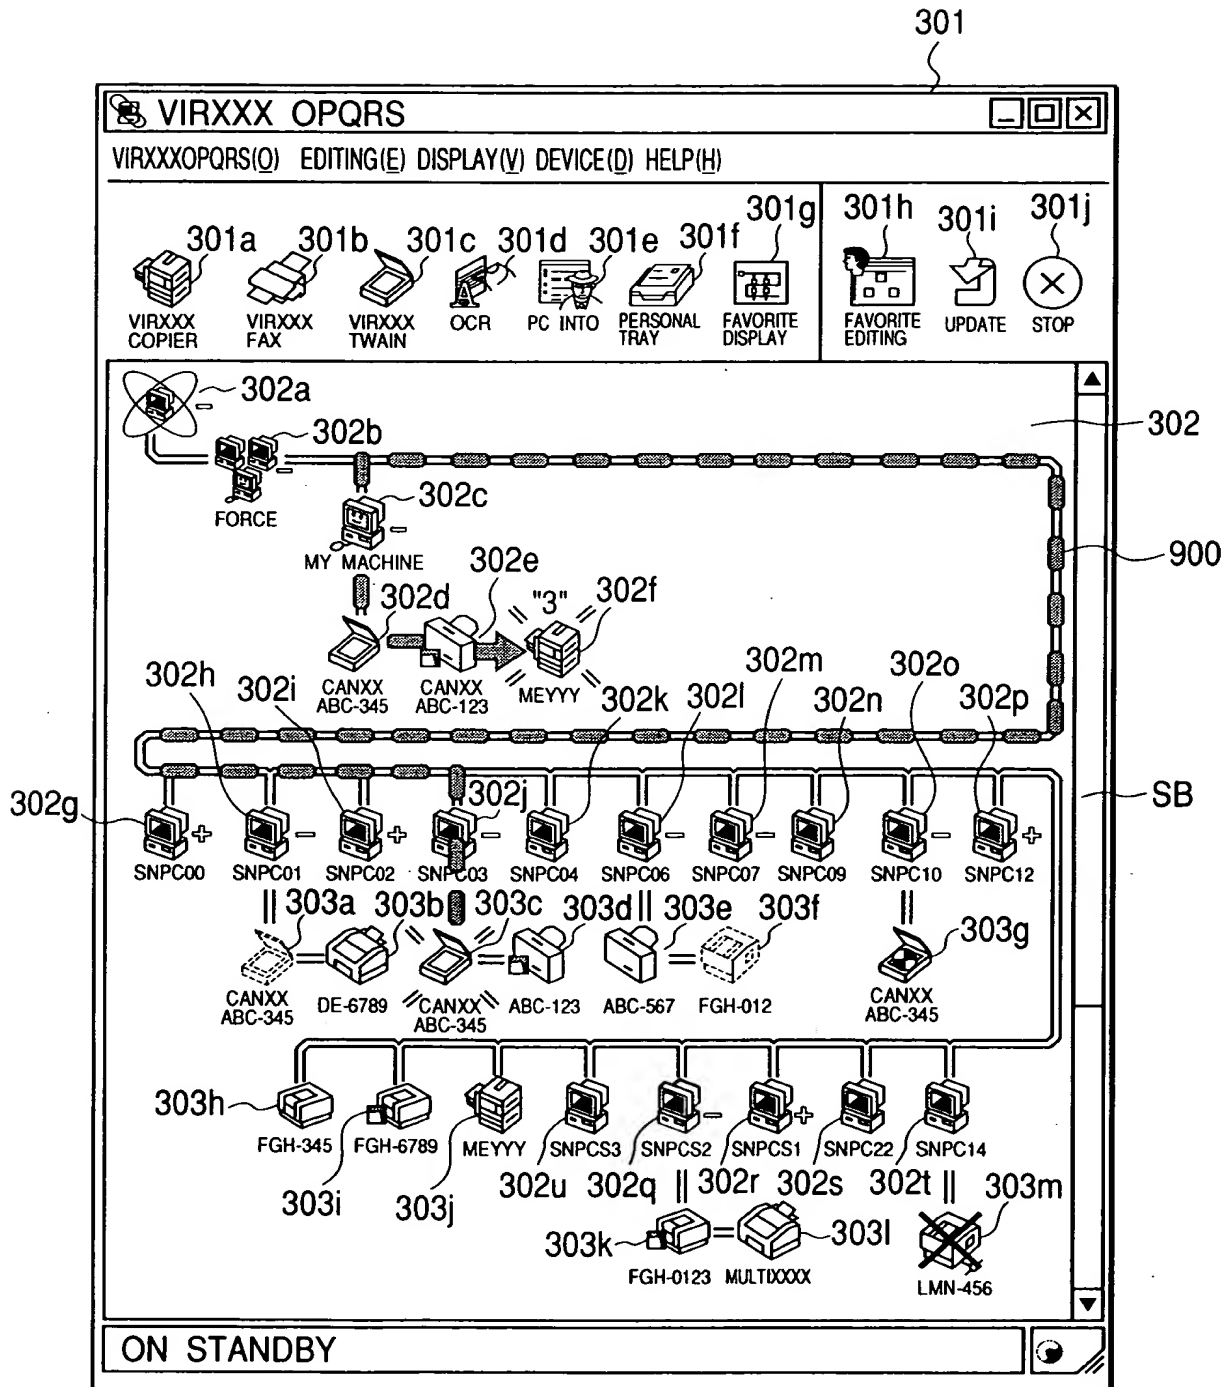 301
VIRXXX OPQRS
VIRXXXOPQRS(O) EDITING(E) DISPLAY(V) DEVICE(D) HELP(H)
301a 301b 301c 301d 301e 301f 301g 301h 301i 301j
VIRXXX COPIER
VIRXXX FAX
VIRXXX TWAIN
OCR
PC INTO
PERSONAL TRAY
FAVORITE DISPLAY
FAVORITE EDITING
UPDATE
STOP
302a
302
302b
FORCE
302c
MY MACHINE
900
302d 302e "3" 302f
CANXX ABC-345
CANXX ABC-123
MEYYY
302h 302i 302k 302l 302m 302n 302o 302p
302g 302j SB
SNPC00 SNPC01 SNPC02 SNPC03 SNPC04 SNPC06 SNPC07 SNPC09 SNPC10 SNPC12
303a 303b 303c 303d 303e 303f 303g
CANXX ABC-345
DE-6789
CANXX ABC-345
ABC-123
ABC-567
FGH-012
CANXX ABC-345
303h
FGH-345 FGH-6789 MEYYY SNPCS3 SNPCS2 SNPCS1 SNPC22 SNPC14
303i 303j 302u 302q 302r 302s 302t 303m
303k 303l
FGH-0123 MULTIXXXX LMN-456
ON STANDBY